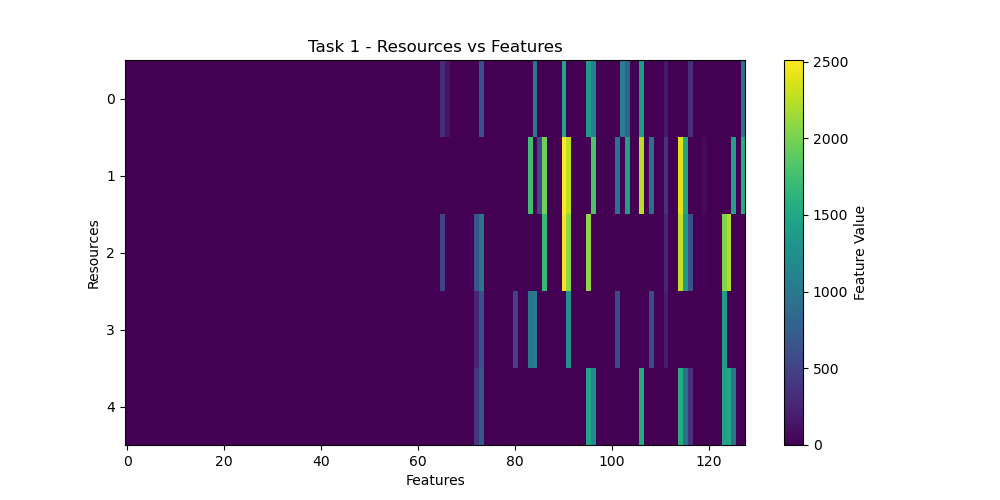 Task 1 - Resources vs Features
0
1
2
3
4
Resources
0 20 40 60 80 100 120
Features
2500
2000
1500
1000
500
0
Feature Value